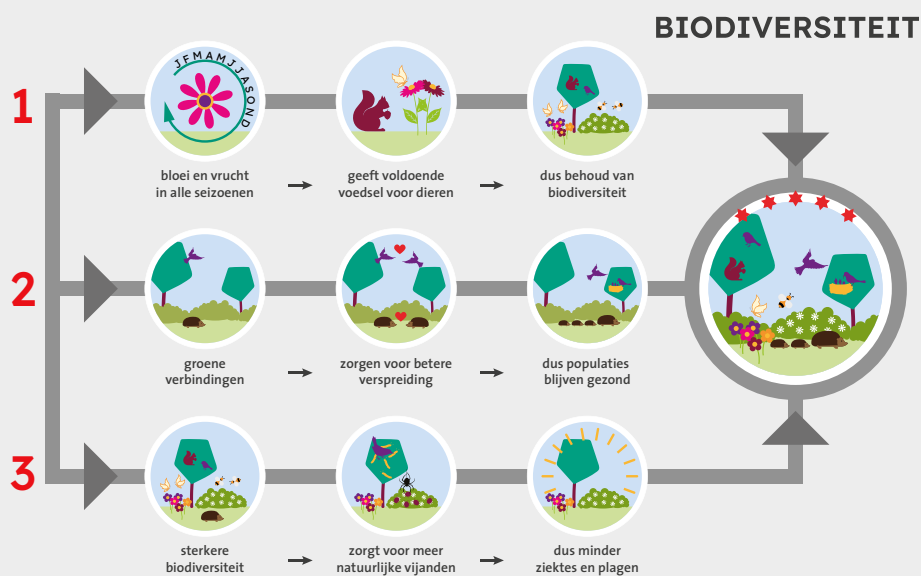 BIODIVERSITEIT
1
JFMAMJJASOND
bloei en vrucht
in alle seizoenen
geeft voldoende
voedsel voor dieren
dus behoud van
biodiversiteit
2
groene
verbindingen
zorgen voor betere
verspreiding
dus populaties
blijven gezond
3
sterkere
biodiversiteit
zorgt voor meer
natuurlijke vijanden
dus minder
ziektes en plagen